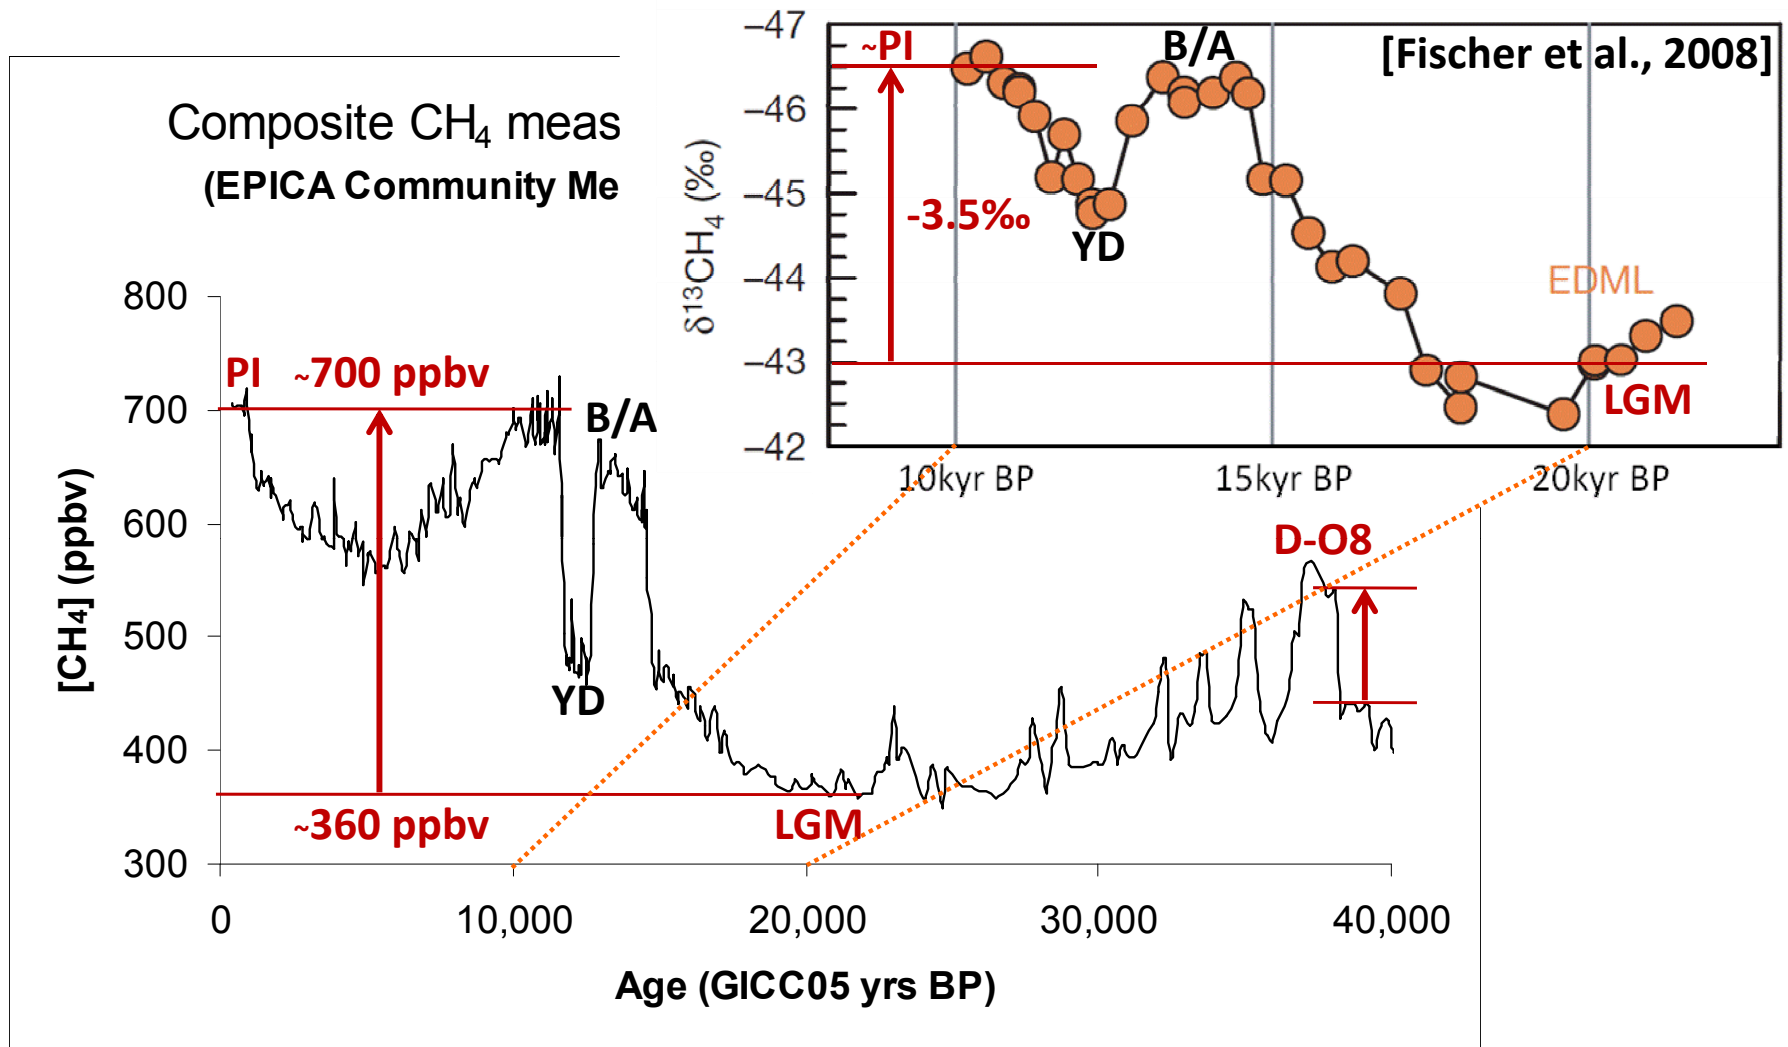 Composite CH₄ meas
(EPICA Community Me
[CH₄] (ppbv)
800
700
600
500
400
300
PI ~700 ppbv
B/A
YD
~360 ppbv
LGM
D-O8
0 10,000 20,000 30,000 40,000
Age (GICC05 yrs BP)
[Fischer et al., 2008]
δ¹³CH₄ (‰)
–47
–46
–45
–44
–43
–42
~PI
B/A
-3.5‰
YD
EDML
LGM
10kyr BP 15kyr BP 20kyr BP